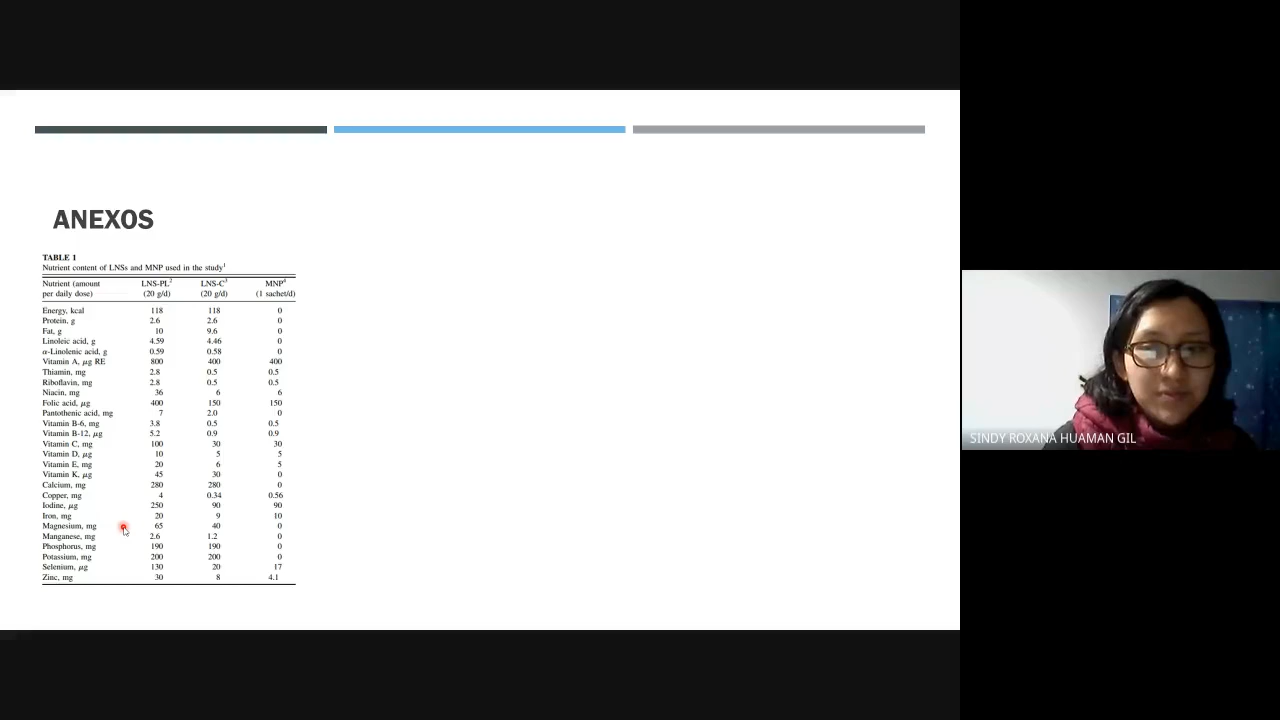 ANEXOS
TABLE 1
Nutrient content of LNSs and MNP used in the study¹
Nutrient (amount per daily dose) LNS-PL² (20 g/d) LNS-C³ (20 g/d) MNP⁴ (1 sachet/d)
Energy, kcal 118 118 0
Protein, g 2.6 2.6 0
Fat, g 10 9.6 0
Linoleic acid, g 4.59 4.46 0
α-Linolenic acid, g 0.59 0.58 0
Vitamin A, μg RE 800 400 400
Thiamin, mg 2.8 0.5 0.5
Riboflavin, mg 2.8 0.5 0.5
Niacin, mg 36 6 6
Folic acid, μg 400 150 150
Pantothenic acid, mg 7 2.0 0
Vitamin B-6, mg 3.8 0.5 0.5
Vitamin B-12, μg 5.2 0.9 0.9
Vitamin C, mg 100 30 30
Vitamin D, μg 10 5 5
Vitamin E, mg 20 6 5
Vitamin K, μg 45 30 0
Calcium, mg 280 280 0
Copper, mg 4 0.34 0.56
Iodine, μg 250 90 90
Iron, mg 20 9 10
Magnesium, mg 65 40 0
Manganese, mg 2.6 1.2 0
Phosphorus, mg 190 190 0
Potassium, mg 200 200 0
Selenium, μg 130 20 17
Zinc, mg 30 8 4.1
SINDY ROXANA HUAMAN GIL